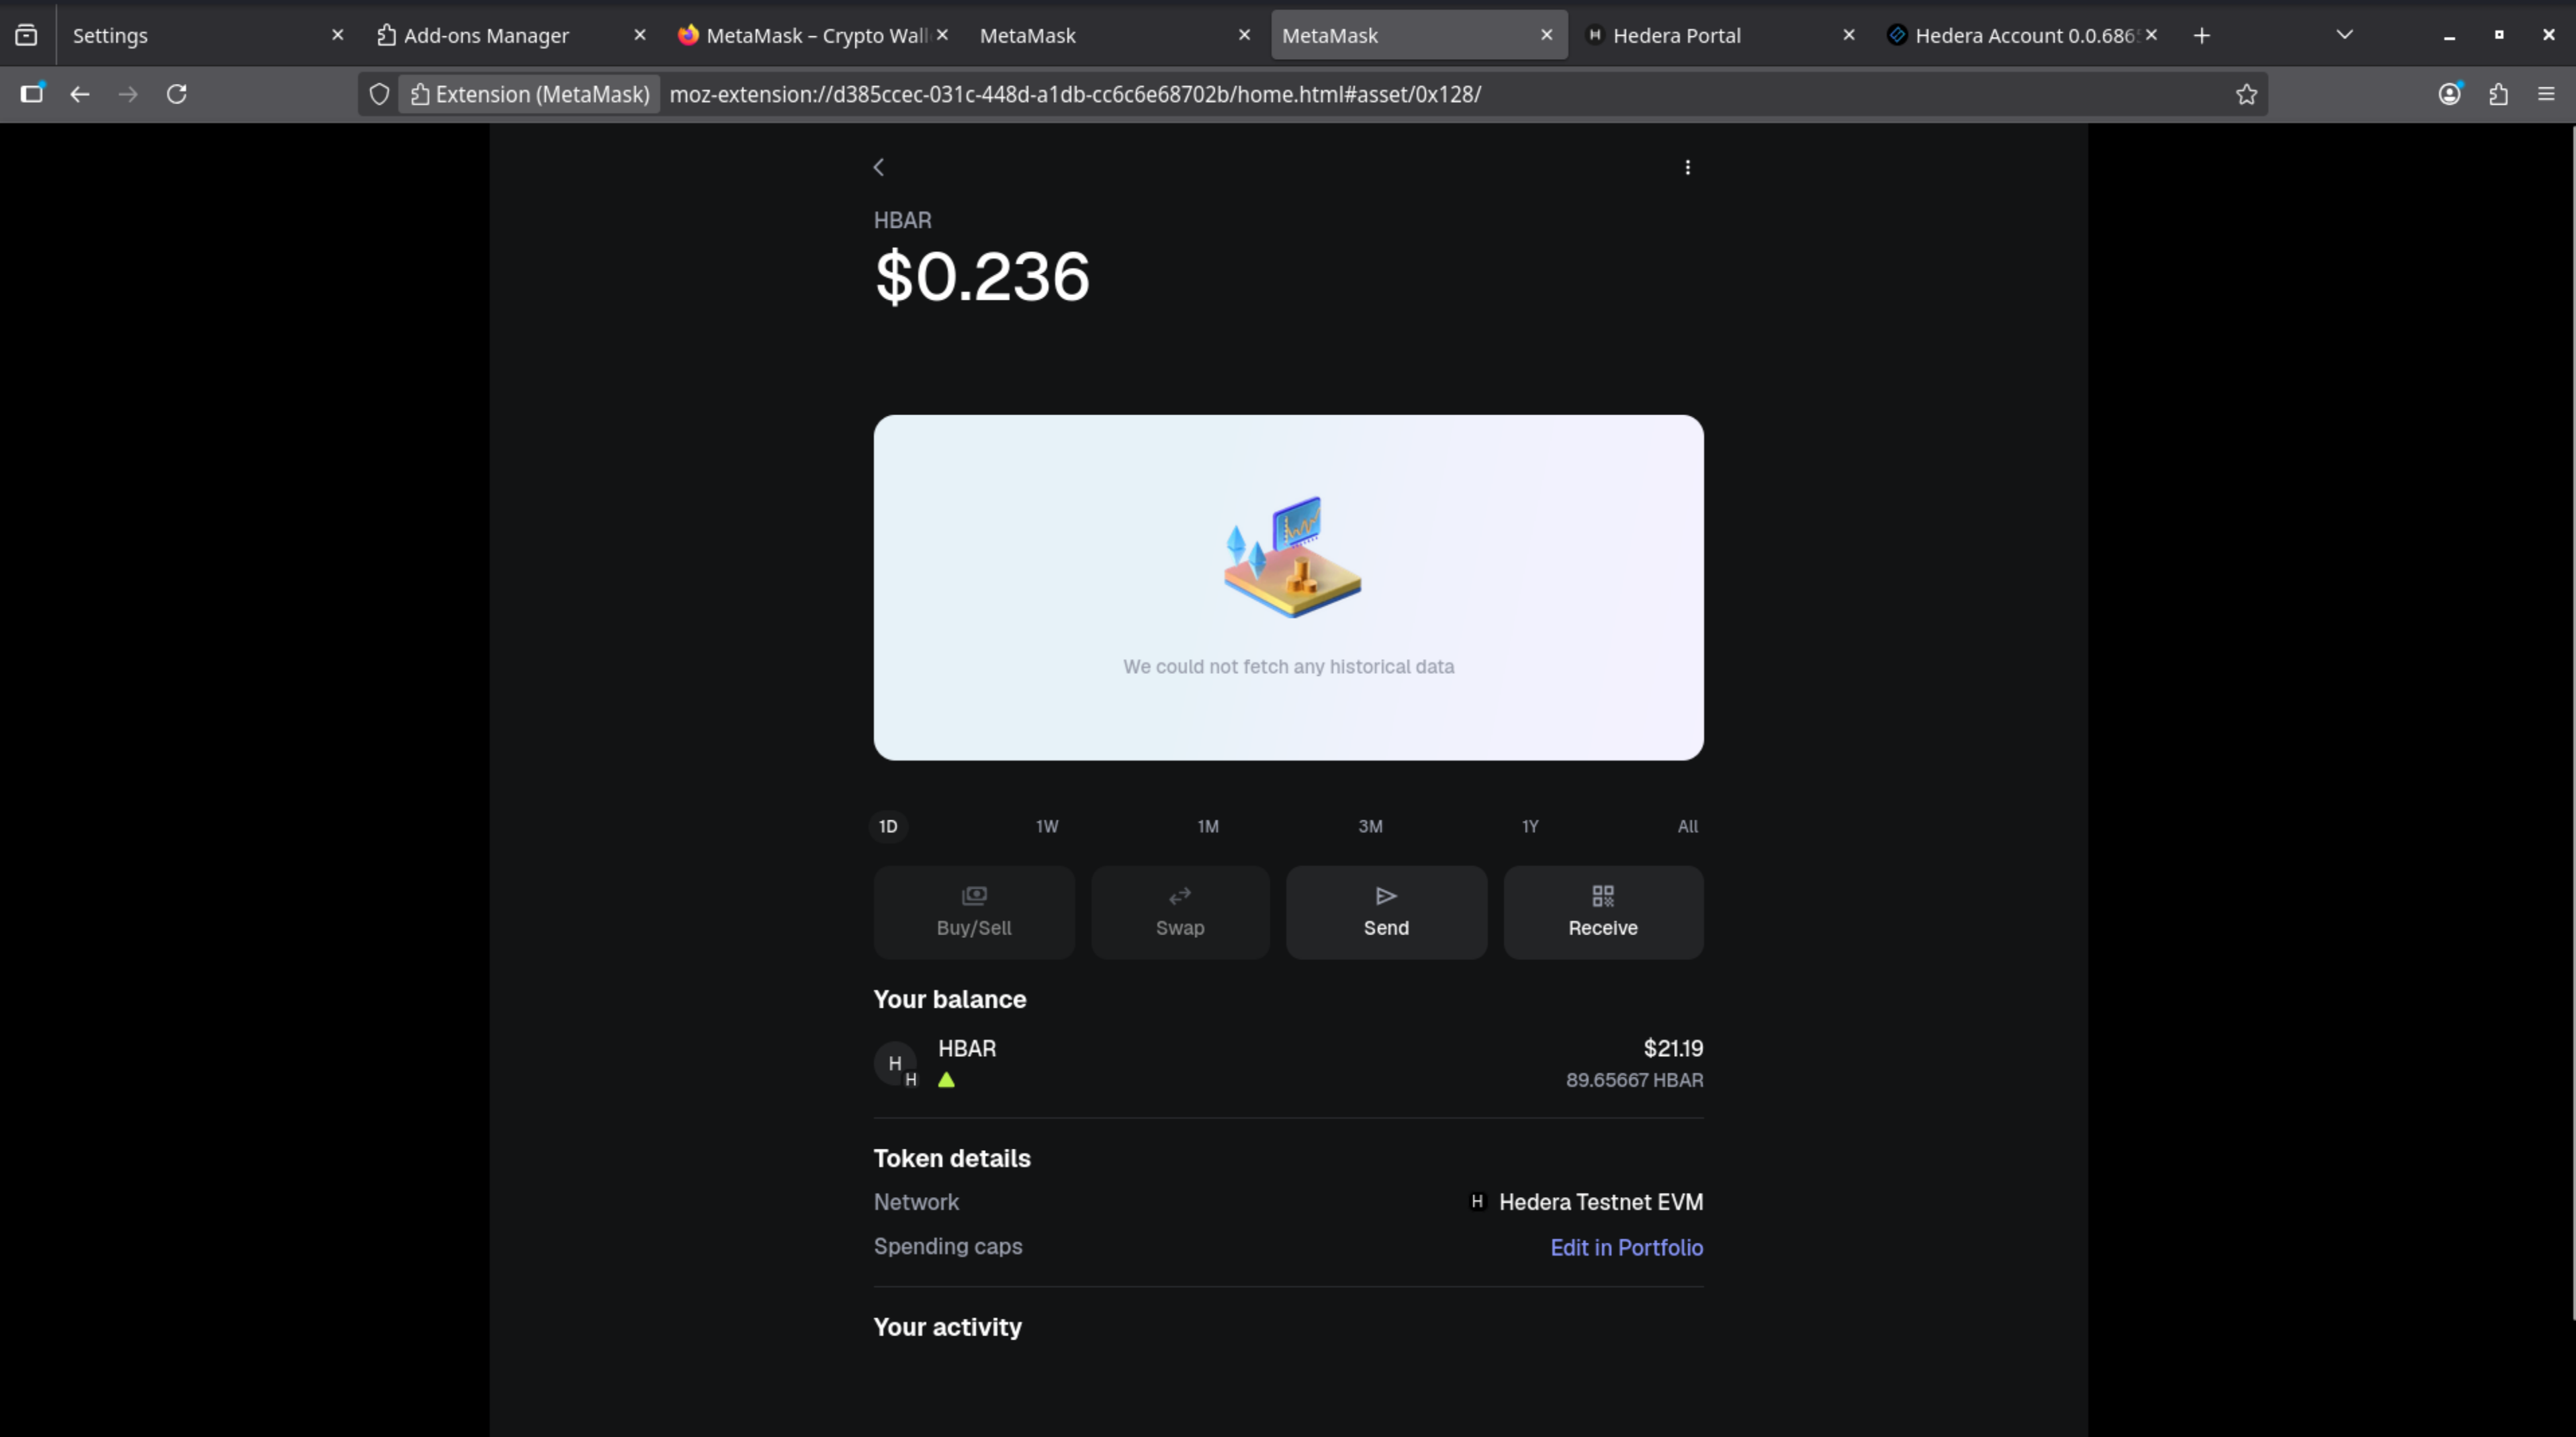 Settings
Add-ons Manager
MetaMask – Crypto Wall
MetaMask
MetaMask
Hedera Portal
Hedera Account 0.0.686
Extension (MetaMask)
moz-extension://d385ccec-031c-448d-a1db-cc6c6e68702b/home.html#asset/0x128/
HBAR
$0.236
We could not fetch any historical data
1D 1W 1M 3M 1Y All
Buy/Sell Swap Send Receive
Your balance
H
H
HBAR
$21.19
89.65667 HBAR
Token details
Network
H Hedera Testnet EVM
Spending caps
Edit in Portfolio
Your activity